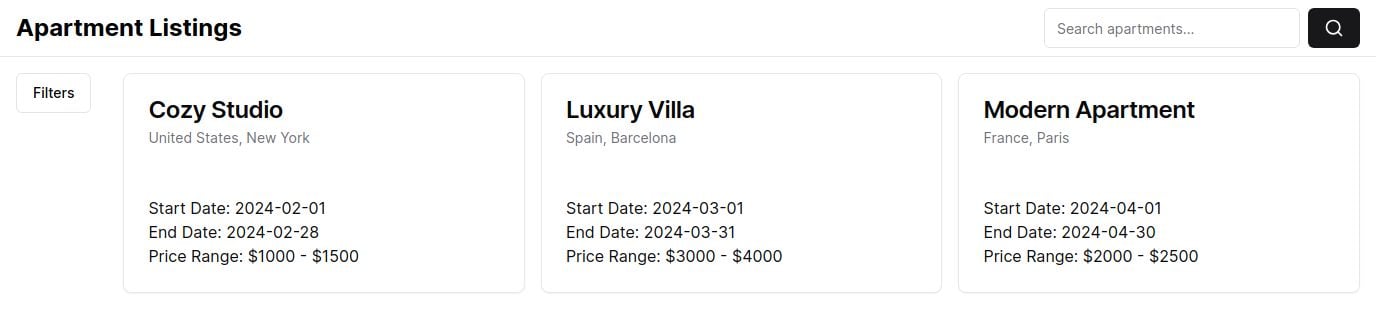 Apartment Listings
Search apartments...
Filters
Cozy Studio
United States, New York
Start Date: 2024-02-01
End Date: 2024-02-28
Price Range: $1000 - $1500
Luxury Villa
Spain, Barcelona
Start Date: 2024-03-01
End Date: 2024-03-31
Price Range: $3000 - $4000
Modern Apartment
France, Paris
Start Date: 2024-04-01
End Date: 2024-04-30
Price Range: $2000 - $2500